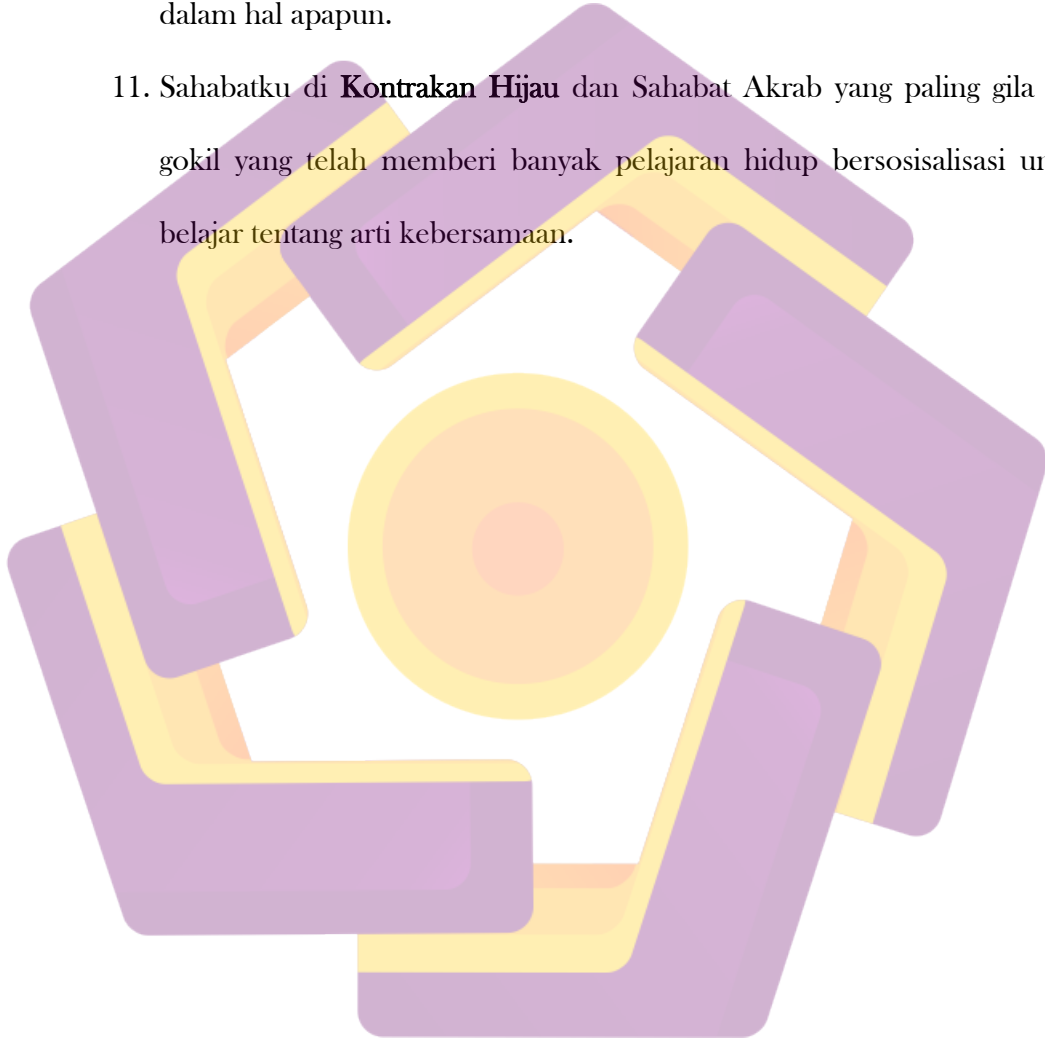 dalam hal apapun.
11. Sahabatku di Kontrakan Hijau dan Sahabat Akrab yang paling gila
gokil yang telah memberi banyak pelajaran hidup bersosisalisasi
belajar tentang arti kebersamaan.